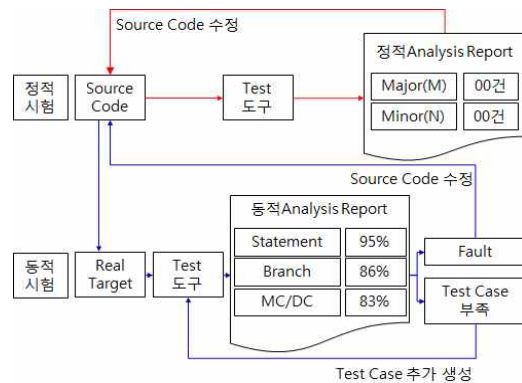 Source Code 수정
정적Analysis Report
정적
시험
Source
Code
Test
도구
Major(M)
00건
Minor(N)
00건
Source Code 수정
동적Analysis Report
동적
시험
Real
Target
Test
도구
Statement
95%
Branch
86%
MC/DC
83%
Fault
Test Case
부족
Test Case 추가 생성